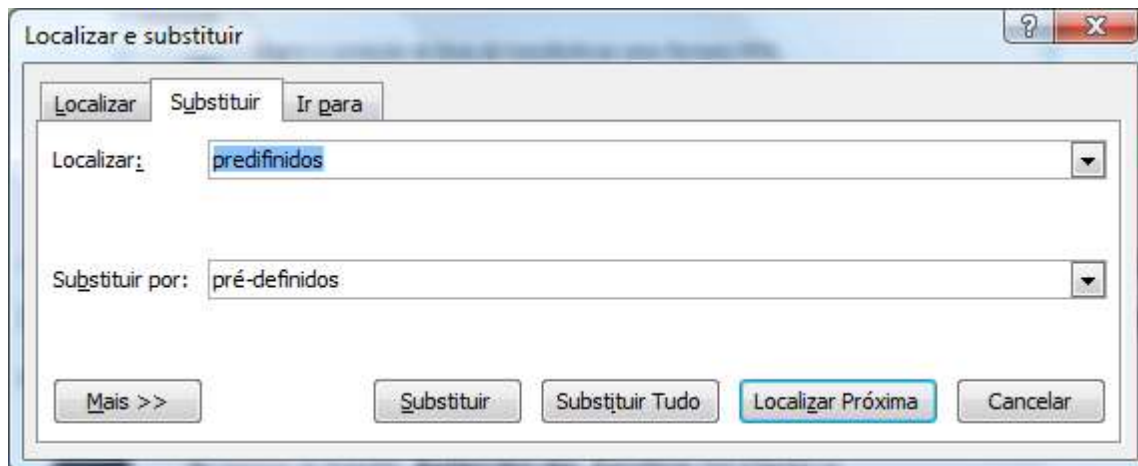 Localizar e substituir
Localizar Substituir Ir para
Localizar: predifinidos
Substituir por: pré-definidos
Mais >> Substituir Substituir Tudo Localizar Próxima Cancelar